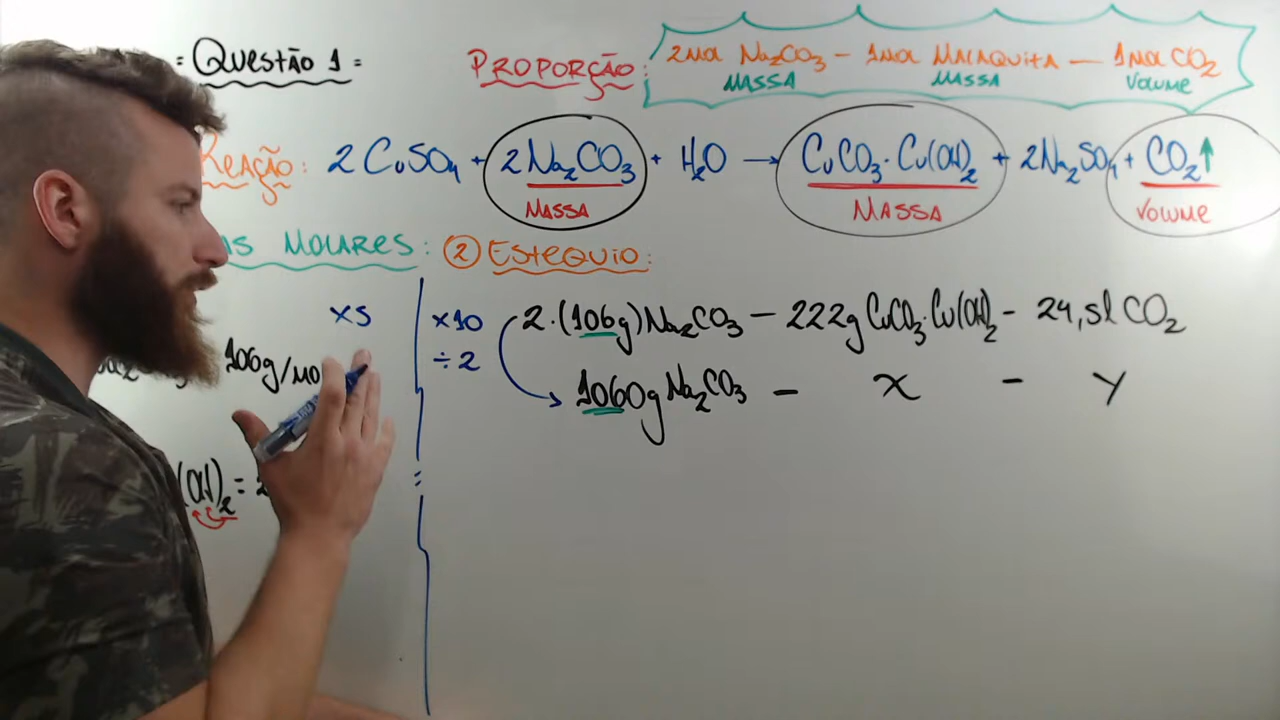 = Questão 1 =
Proporção: 2mol Na₂CO₃ — 1mol Malaquita — 1mol CO₂
Massa Massa Volume
Reação: 2 CuSO₄ + 2Na₂CO₃ + H₂O → CuCO₃·Cu(OH)₂ + 2Na₂SO₄ + CO₂↑
Massa Massa Volume
Molares:
② Estequio:
x5
x10
÷2
2·(106g)Na₂CO₃ — 222g CuCO₃·Cu(OH)₂ - 24,5l CO₂
1060g Na₂CO₃ — x - y
106g/mo
(OH)₂ =